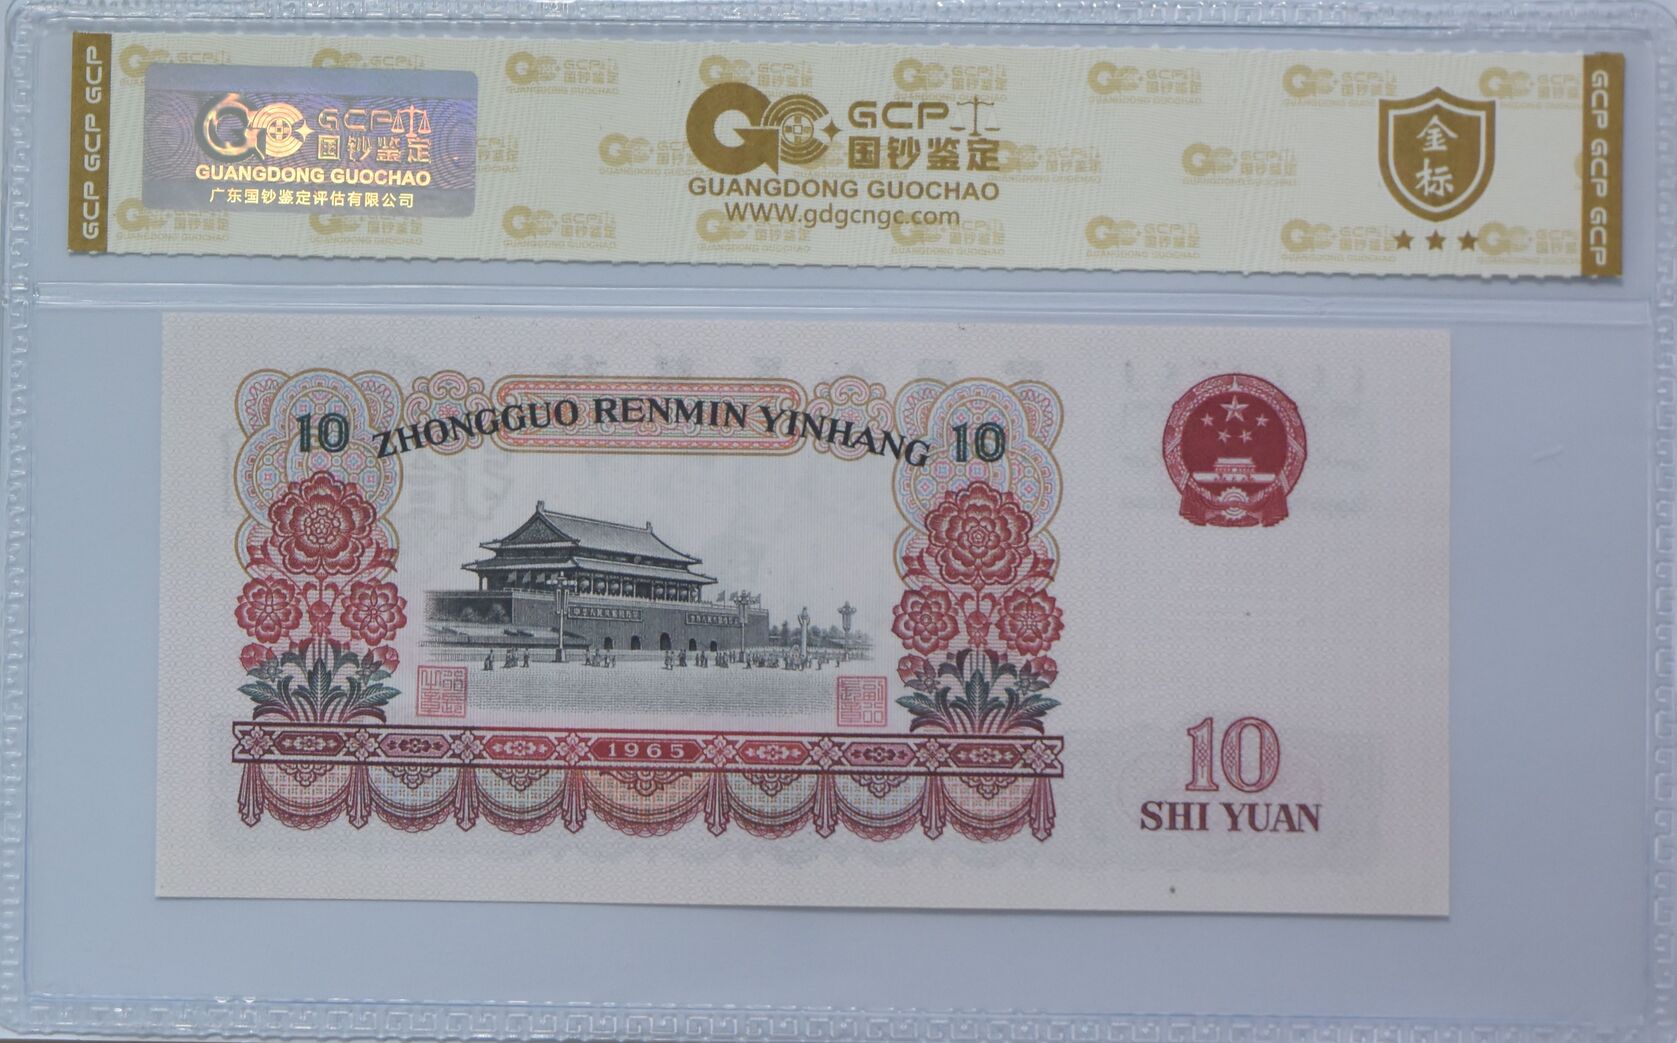 GCP GCP GCP
GCP 国钞鉴定
GUANGDONG GUOCHAO
广东国钞鉴定评估有限公司
GCP
国钞鉴定
GUANGDONG GUOCHAO
WWW.gdgcngc.com
金标
GCP GCP GCP
10 ZHONGGUO RENMIN YINHANG 10
1965
10
SHI YUAN